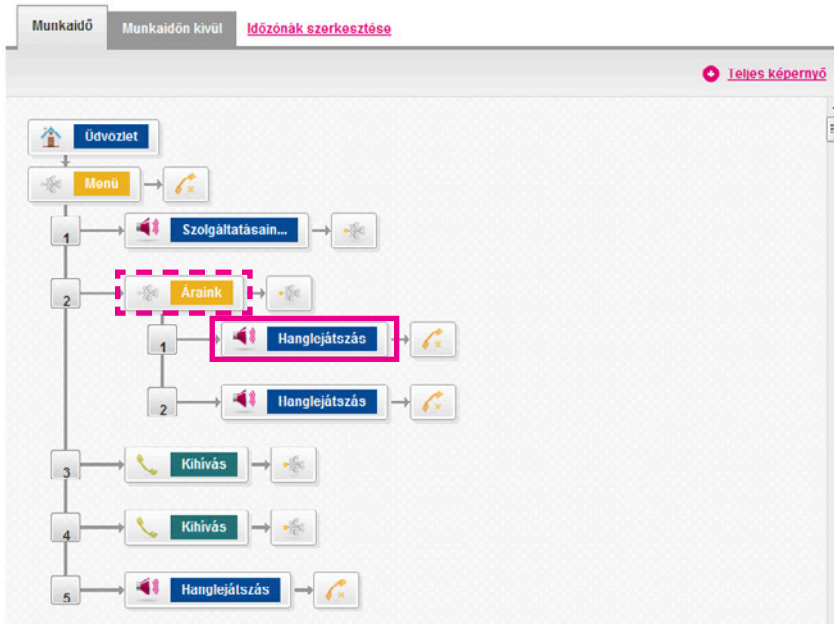 Munkaidő Munkaidőn kívül Időzónák szerkesztése
Teljes képernyő
Üdvözlet
Menü
1 Szolgáltatásain...
2 Áraink
1 Hanglejátszás
2 Hanglejátszás
3 Kihívás
4 Kihívás
5 Hanglejátszás